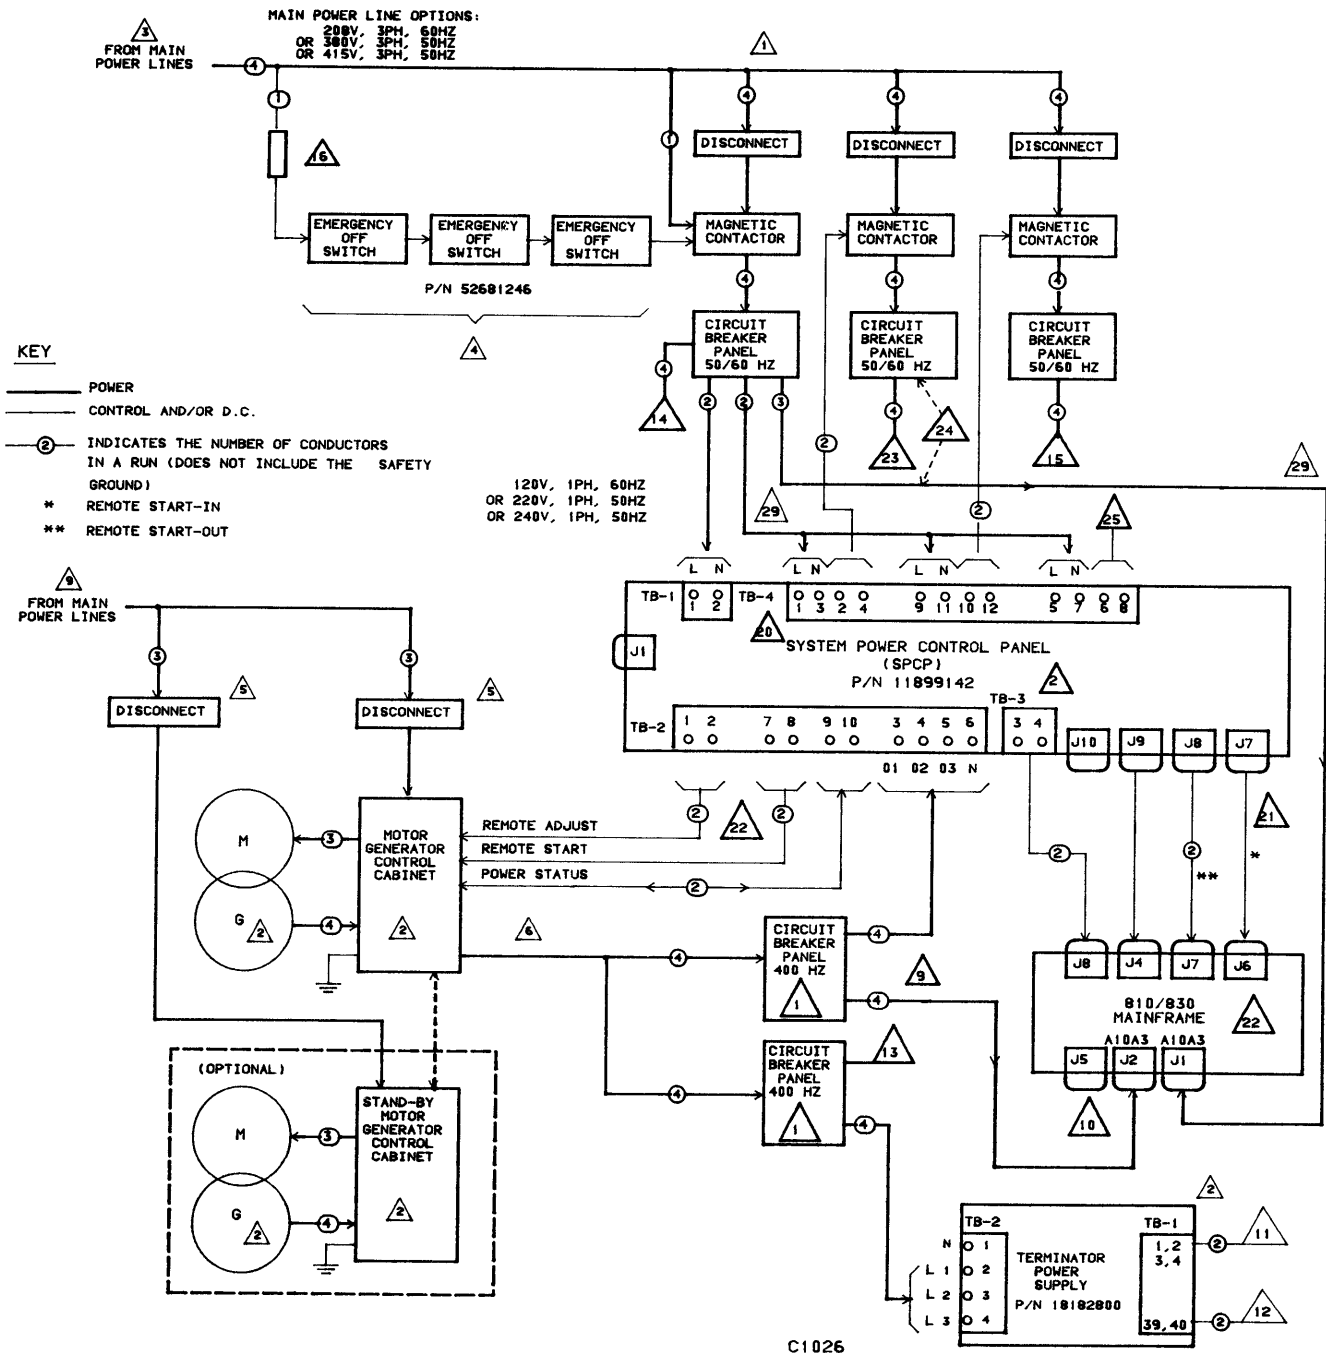 MAIN POWER LINE OPTIONS:
208V, 3PH, 60HZ
OR 380V, 3PH, 50HZ
OR 415V, 3PH, 50HZ
3
FROM MAIN
POWER LINES
4
1
1
16
1
4
4
4
DISCONNECT
DISCONNECT
DISCONNECT
EMERGENCY
OFF
SWITCH
EMERGENCY
OFF
SWITCH
EMERGENCY
OFF
SWITCH
MAGNETIC
CONTACTOR
MAGNETIC
CONTACTOR
MAGNETIC
CONTACTOR
P/N 52681246
4
4
4
4
CIRCUIT
BREAKER
PANEL
50/60 HZ
CIRCUIT
BREAKER
PANEL
50/60 HZ
CIRCUIT
BREAKER
PANEL
50/60 HZ
4
14
2
2
3
4
23
24
4
15
2
2
29
25
29
KEY
POWER
CONTROL AND/OR D.C.
2 INDICATES THE NUMBER OF CONDUCTORS
IN A RUN (DOES NOT INCLUDE THE SAFETY
GROUND)
* REMOTE START-IN
** REMOTE START-OUT
120V, 1PH, 60HZ
OR 220V, 1PH, 50HZ
OR 240V, 1PH, 50HZ
L N L N L N L N
TB-1 1 2 TB-4 1 3 2 4 9 11 10 12 5 7 6 8
20
J1
SYSTEM POWER CONTROL PANEL
(SPCP)
P/N 11899142
2
TB-3
TB-2 1 2 7 8 9 10 3 4 5 6 3 4
J10 J9 J8 J7
01 02 03 N
9
FROM MAIN
POWER LINES
3
3
5
5
DISCONNECT
DISCONNECT
M
3
G 2
4
MOTOR
GENERATOR
CONTROL
CABINET
2
REMOTE ADJUST
REMOTE START
POWER STATUS
2
2
2
22
6
4
4
CIRCUIT
BREAKER
PANEL
400 HZ
1
4
4
9
CIRCUIT
BREAKER
PANEL
400 HZ
1
13
4
2
2
**
*
21
J8 J4 J7 J6
810/830
MAINFRAME
22
A10A3 A10A3
J5 J2 J1
10
(OPTIONAL)
M
3
G 2
4
STAND-BY
MOTOR
GENERATOR
CONTROL
CABINET
2
2
TB-2
TB-1
N 1
L 1 2
L 2 3
L 3 4
TERMINATOR
POWER
SUPPLY
P/N 18182800
1,2
3,4
39,40
2
11
2
12
C1026